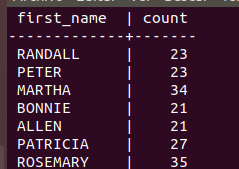 first_name | count
-------------+-------
RANDALL | 23
PETER | 23
MARTHA | 34
BONNIE | 21
ALLEN | 21
PATRICIA | 27
ROSEMARY | 35